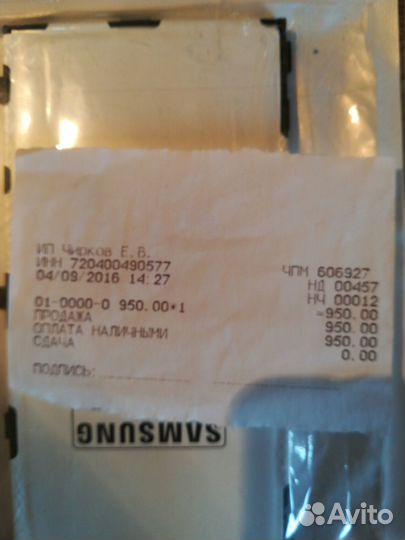 ИП Чирков Е.В.
ИНН 720400490577 ЧПМ 606927
04/09/2016 14:27 НД 00457
НЧ 00012
01-0000-0 950.00*1 =950.00
ПРОДАЖА 950.00
ОПЛАТА НАЛИЧНЫМИ 950.00
СДАЧА 0.00
ПОДПИСЬ:
SAMSUNG
Avito